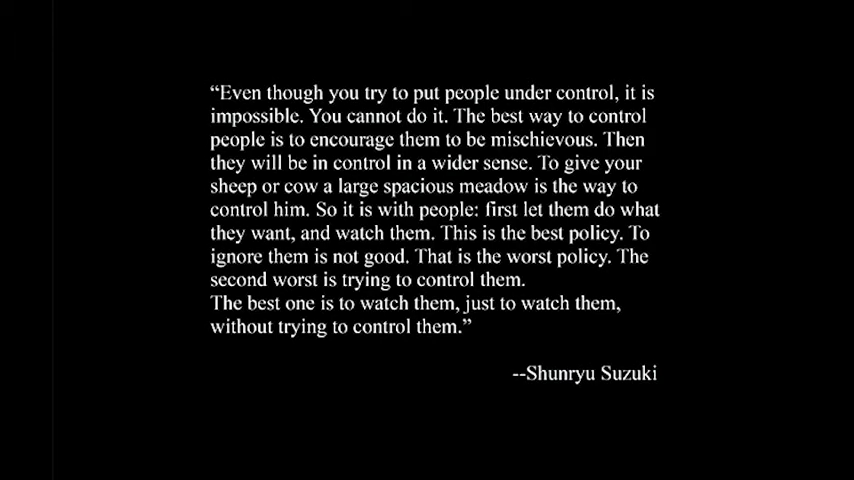 “Even though you try to put people under control, it is
impossible. You cannot do it. The best way to control
people is to encourage them to be mischievous. Then
they will be in control in a wider sense. To give your
sheep or cow a large spacious meadow is the way to
control him. So it is with people: first let them do what
they want, and watch them. This is the best policy. To
ignore them is not good. That is the worst policy. The
second worst is trying to control them.
The best one is to watch them, just to watch them,
without trying to control them.”
--Shunryu Suzuki